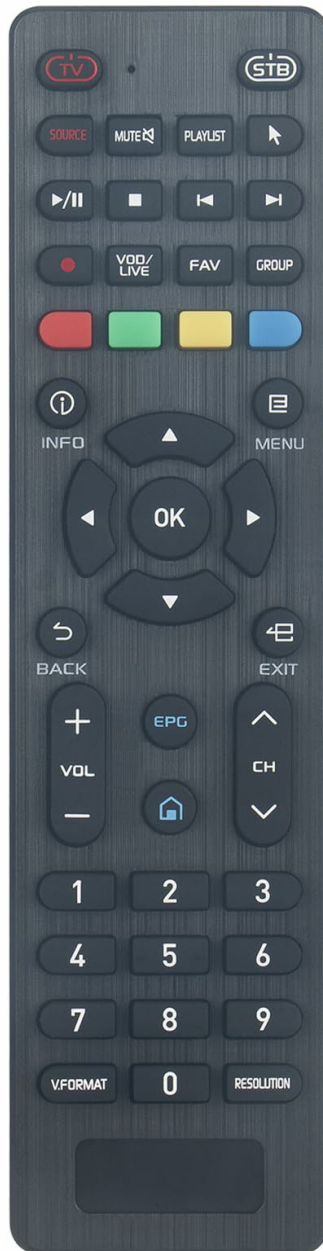 TV
STB
SOURCE
MUTE
PLAYLIST
VOD/
LIVE
FAV
GROUP
INFO
MENU
OK
BACK
EXIT
+
VOL
−
EPG
CH
1
2
3
4
5
6
7
8
9
V.FORMAT
0
RESOLUTION